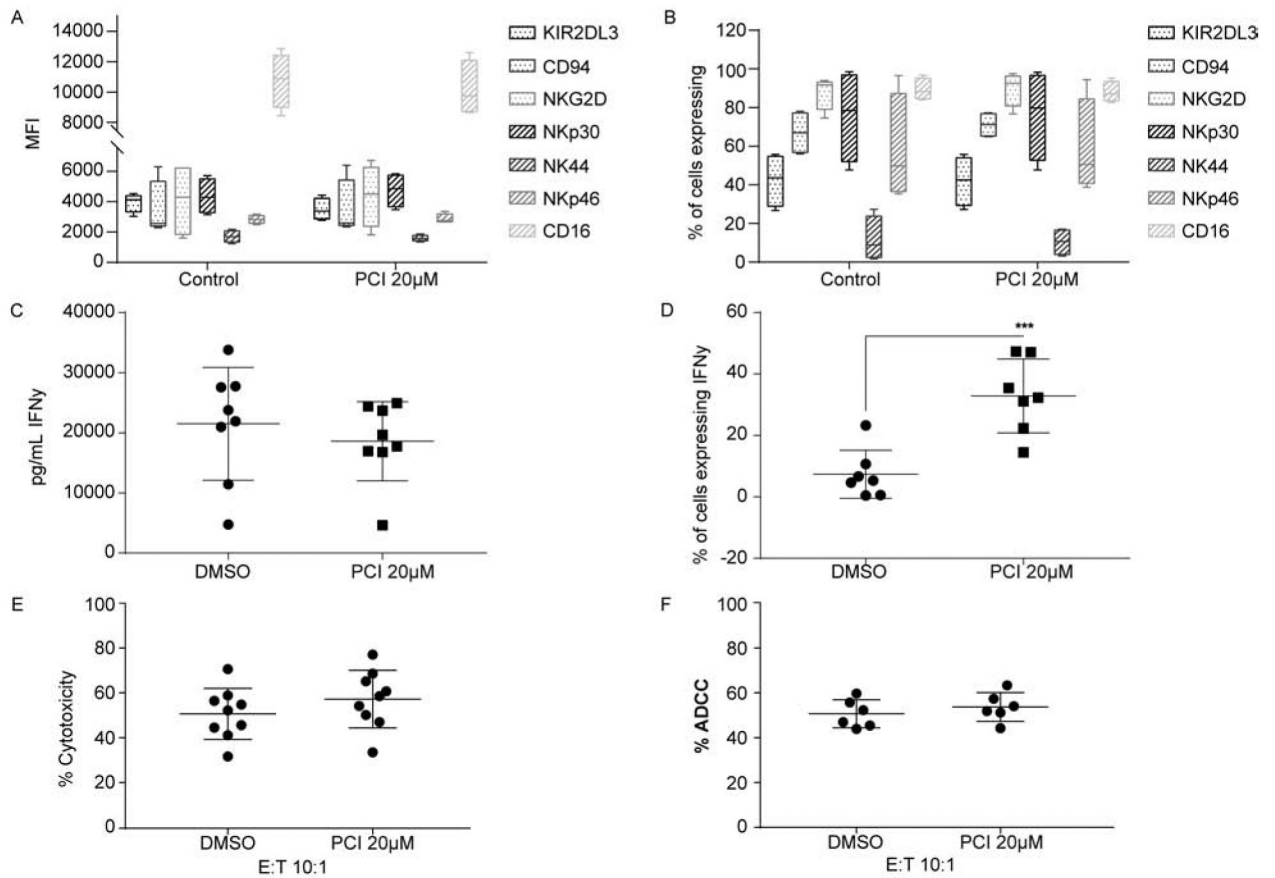 A
14000
12000
10000
8000
6000
4000
2000
0
MFI
Control
PCI 20µM
KIR2DL3
CD94
NKG2D
NKp30
NK44
NKp46
CD16
B
120
100
80
60
40
20
0
% of cells expressing
Control
PCI 20µM
KIR2DL3
CD94
NKG2D
NKp30
NK44
NKp46
CD16
C
40000
30000
20000
10000
0
pg/mL IFNy
DMSO
PCI 20µM
D
60
40
20
0
-20
% of cells expressing IFNy
***
DMSO
PCI 20µM
E
100
80
60
40
20
0
% Cytotoxicity
DMSO
PCI 20µM
E:T 10:1
F
100
80
60
40
20
0
% ADCC
DMSO
PCI 20µM
E:T 10:1